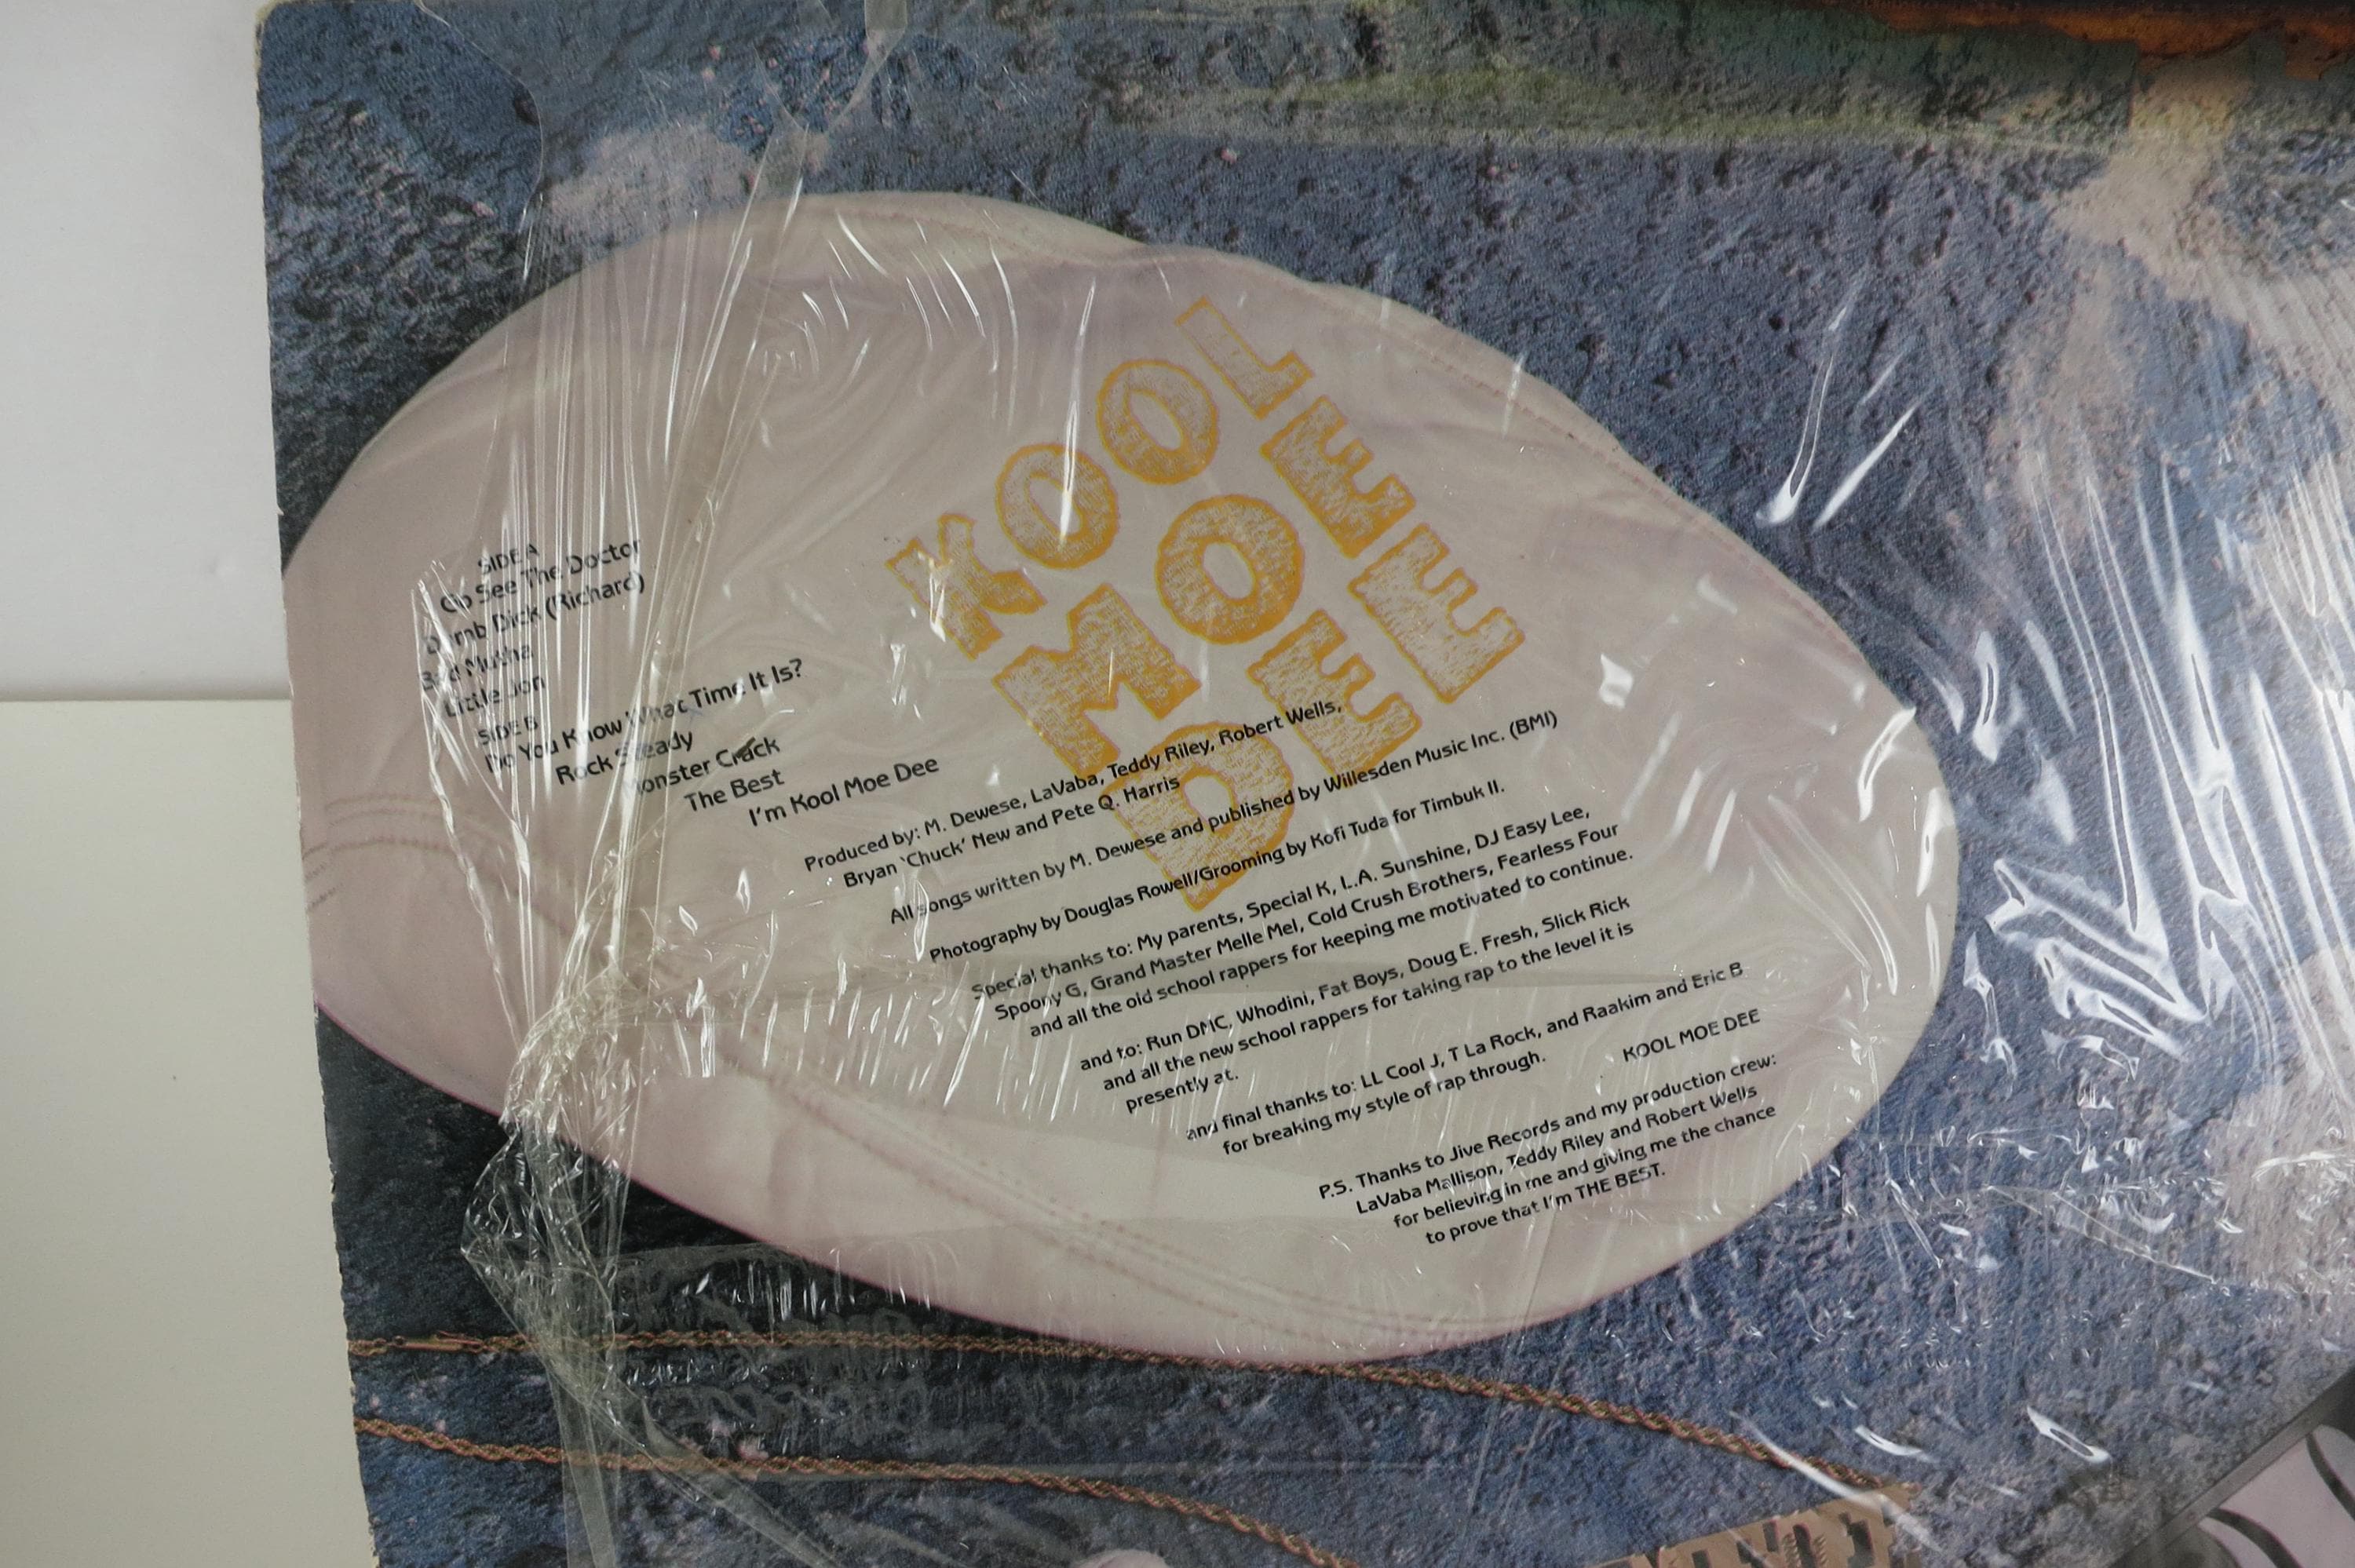 KOOL
MOE
DEE
SIDE A
Go See The Doctor
Dumb Dick (Richard)
Bad Mutha
Little Jon
SIDE B
Do You Know What Time It Is?
Rock Steady
Monster Crack
The Best
I'm Kool Moe Dee
Produced by: M. Dewese, LaVaba, Teddy Riley, Robert Wells,
Bryan 'Chuck' New and Pete Q. Harris
All songs written by M. Dewese and published by Willesden Music Inc. (BMI)
Photography by Douglas Rowell/Grooming by Kofi Tuda for Timbuk II.
Special thanks to: My parents, Special K, L.A. Sunshine, DJ Easy Lee,
Spoony G, Grand Master Melle Mel, Cold Crush Brothers, Fearless Four
and all the old school rappers for keeping me motivated to continue.
and to: Run DMC, Whodini, Fat Boys, Doug E. Fresh, Slick Rick
and all the new school rappers for taking rap to the level it is
presently at.
and final thanks to: LL Cool J, T La Rock, and Raakim and Eric B
for breaking my style of rap through.
KOOL MOE DEE
P.S. Thanks to Jive Records and my production crew:
LaVaba Mallison, Teddy Riley and Robert Wells
for believing in me and giving me the chance
to prove that I'm THE BEST.